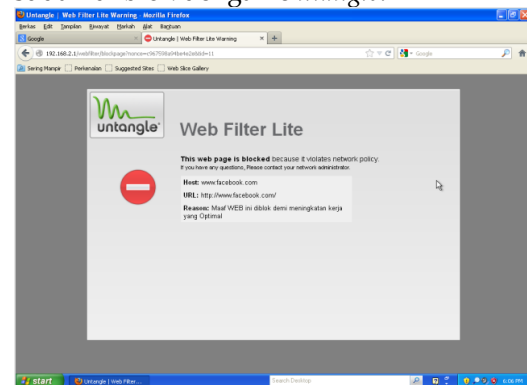 Untangle | Web Filter Lite Warning - Mozilla Firefox
Berkas Edit Tampilan Riwayat Markah Alat Bantuan
Google
Untangle | Web Filter Lite Warning
Google
Sering Mampir Perkenalan Suggested Sites Web Slice Gallery
untangle
Web Filter Lite
This web page is blocked because it violates network policy.
If you have any questions, Please contact your network administrator.
Host: www.facebook.com
URL: http://www.facebook.com/
Reason: Maaf WEB ini diblok demi meningkatan kerja
yang Optimal
start
Untangle | Web Filter...
Search Desktop
6:06 PM